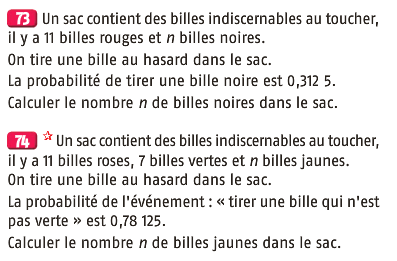 73 Un sac contient des billes indiscernables au toucher,
il y a 11 billes rouges et n billes noires.
On tire une bille au hasard dans le sac.
La probabilité de tirer une bille noire est 0,312 5.
Calculer le nombre n de billes noires dans le sac.
74 ☆ Un sac contient des billes indiscernables au toucher,
il y a 11 billes roses, 7 billes vertes et n billes jaunes.
On tire une bille au hasard dans le sac.
La probabilité de l'événement : « tirer une bille qui n'est
pas verte » est 0,78 125.
Calculer le nombre n de billes jaunes dans le sac.